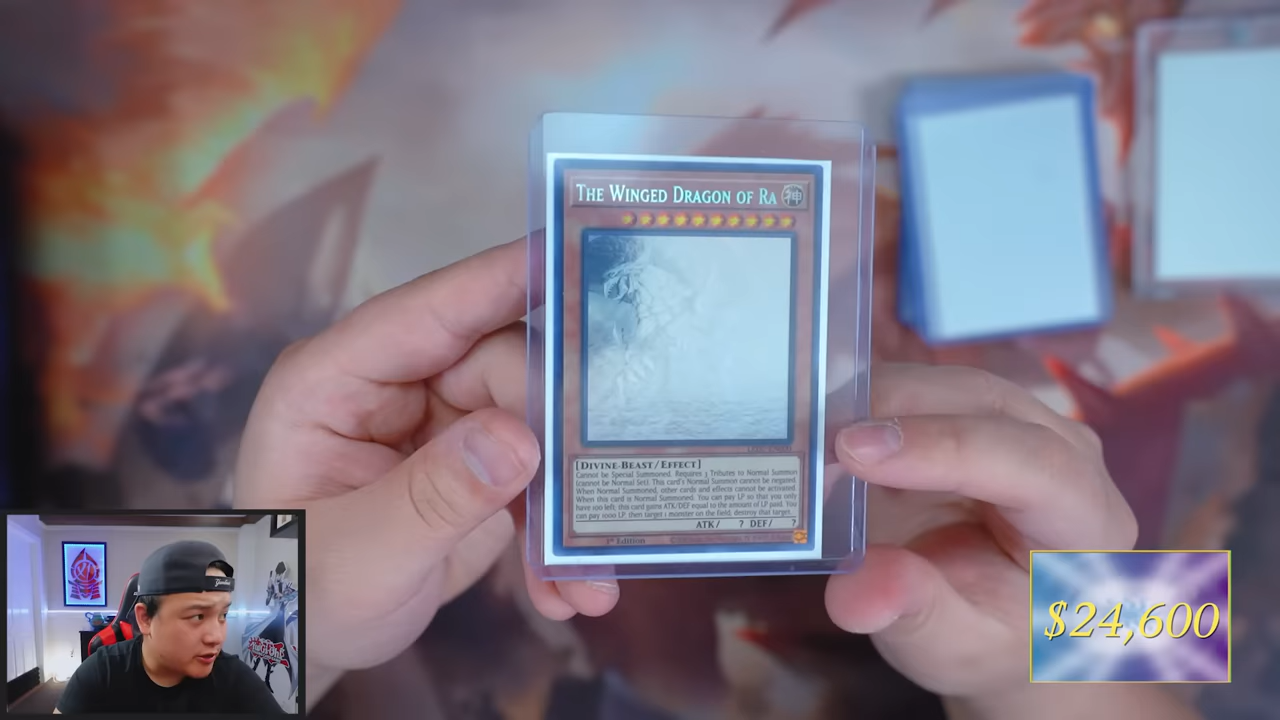 THE WINGED DRAGON OF RA
神
[DIVINE-BEAST/EFFECT]
Cannot be Special Summoned. Requires 3 Tributes to Normal Summon
(cannot be Normal Set). This card's Normal Summon cannot be negated.
When Normal Summoned, other cards and effects cannot be activated.
When this card is Normal Summoned: You can pay LP so that you only
have 100 left; this card gains ATK/DEF equal to the amount of LP paid. You
can pay 1000 LP, then target 1 monster on the field; destroy that target.
ATK/ ? DEF/ ?
1st Edition
$24,600
Yu-Gi-Oh!